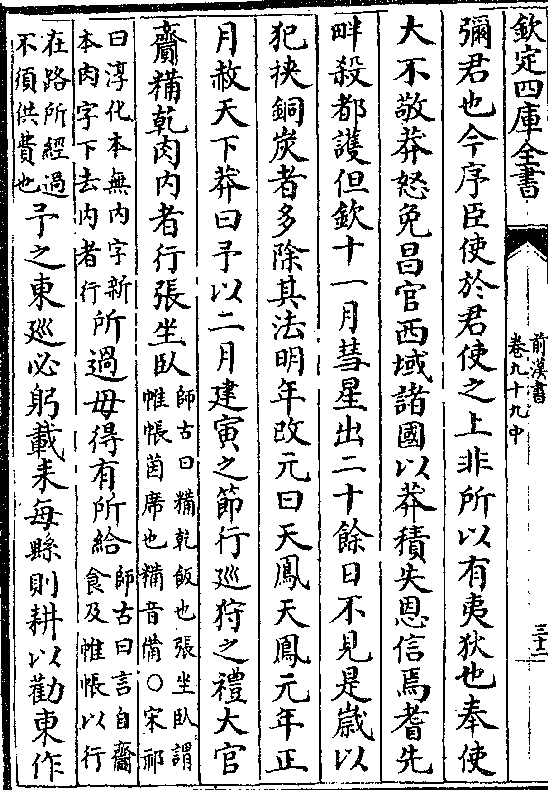 欽定四庫全書
前漢書
卷九十九中
三十二
彌君也今序臣使於君使之上非所以有夷狄也奉使
大不敬莽怒免昌官西域諸國以莽積失恩信焉耆先
畔殺都護但欽十一月彗星出二十餘日不見是歲以
犯挾銅炭者多除其法明年改元曰天鳳天鳳元年正
月赦天下莽曰予以二月建寅之節行廵狩之禮大官
齎糒乾肉内者行張坐臥
師古曰糒乾飯也張坐臥謂
帷帳茵席也糒音備○宋祁
曰淳化本無内字新
本肉字下去内者行
所過毋得有所給
師古曰言自齎
食及帷帳以行
在路所經過
不須供費也
予之東廵必躬載耒每縣則耕以勸東作